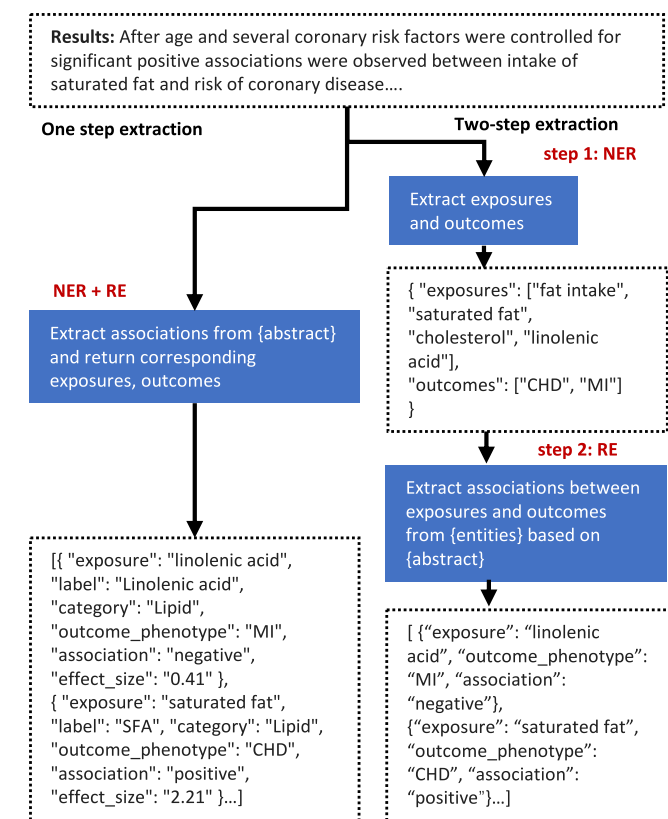 Results: After age and several coronary risk factors were controlled for
significant positive associations were observed between intake of
saturated fat and risk of coronary disease….
One step extraction
Two-step extraction
step 1: NER
Extract exposures
and outcomes
{ "exposures": ["fat intake",
"saturated fat",
"cholesterol", "linolenic
acid"],
"outcomes": ["CHD", "MI"]
}
step 2: RE
Extract associations between
exposures and outcomes
from {entities} based on
{abstract}
[ {“exposure”: “linolenic
acid”, “outcome_phenotype”:
“MI”, “association”:
“negative”},
{“exposure”: “saturated fat”,
“outcome_phenotype”:
“CHD”, “association”:
“positive”}…]
NER + RE
Extract associations from {abstract}
and return corresponding
exposures, outcomes
[{ "exposure": "linolenic acid",
"label": "Linolenic acid",
"category": "Lipid",
"outcome_phenotype": "MI",
"association": "negative",
"effect_size": "0.41" },
{ "exposure": "saturated fat",
"label": "SFA", "category": "Lipid",
"outcome_phenotype": "CHD",
"association": "positive",
"effect_size": "2.21" }…]